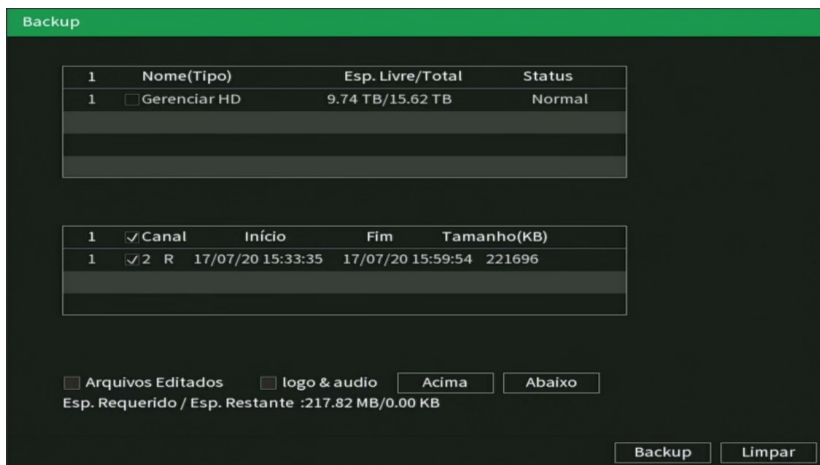 Backup
1 Nome(Tipo) Esp. Livre/Total Status
1 Gerenciar HD 9.74 TB/15.62 TB Normal
1 Canal Início Fim Tamanho(KB)
1 2 R 17/07/20 15:33:35 17/07/20 15:59:54 221696
Arquivos Editados logo & audio Acima Abaixo
Esp. Requerido / Esp. Restante :217.82 MB/0.00 KB
Backup Limpar